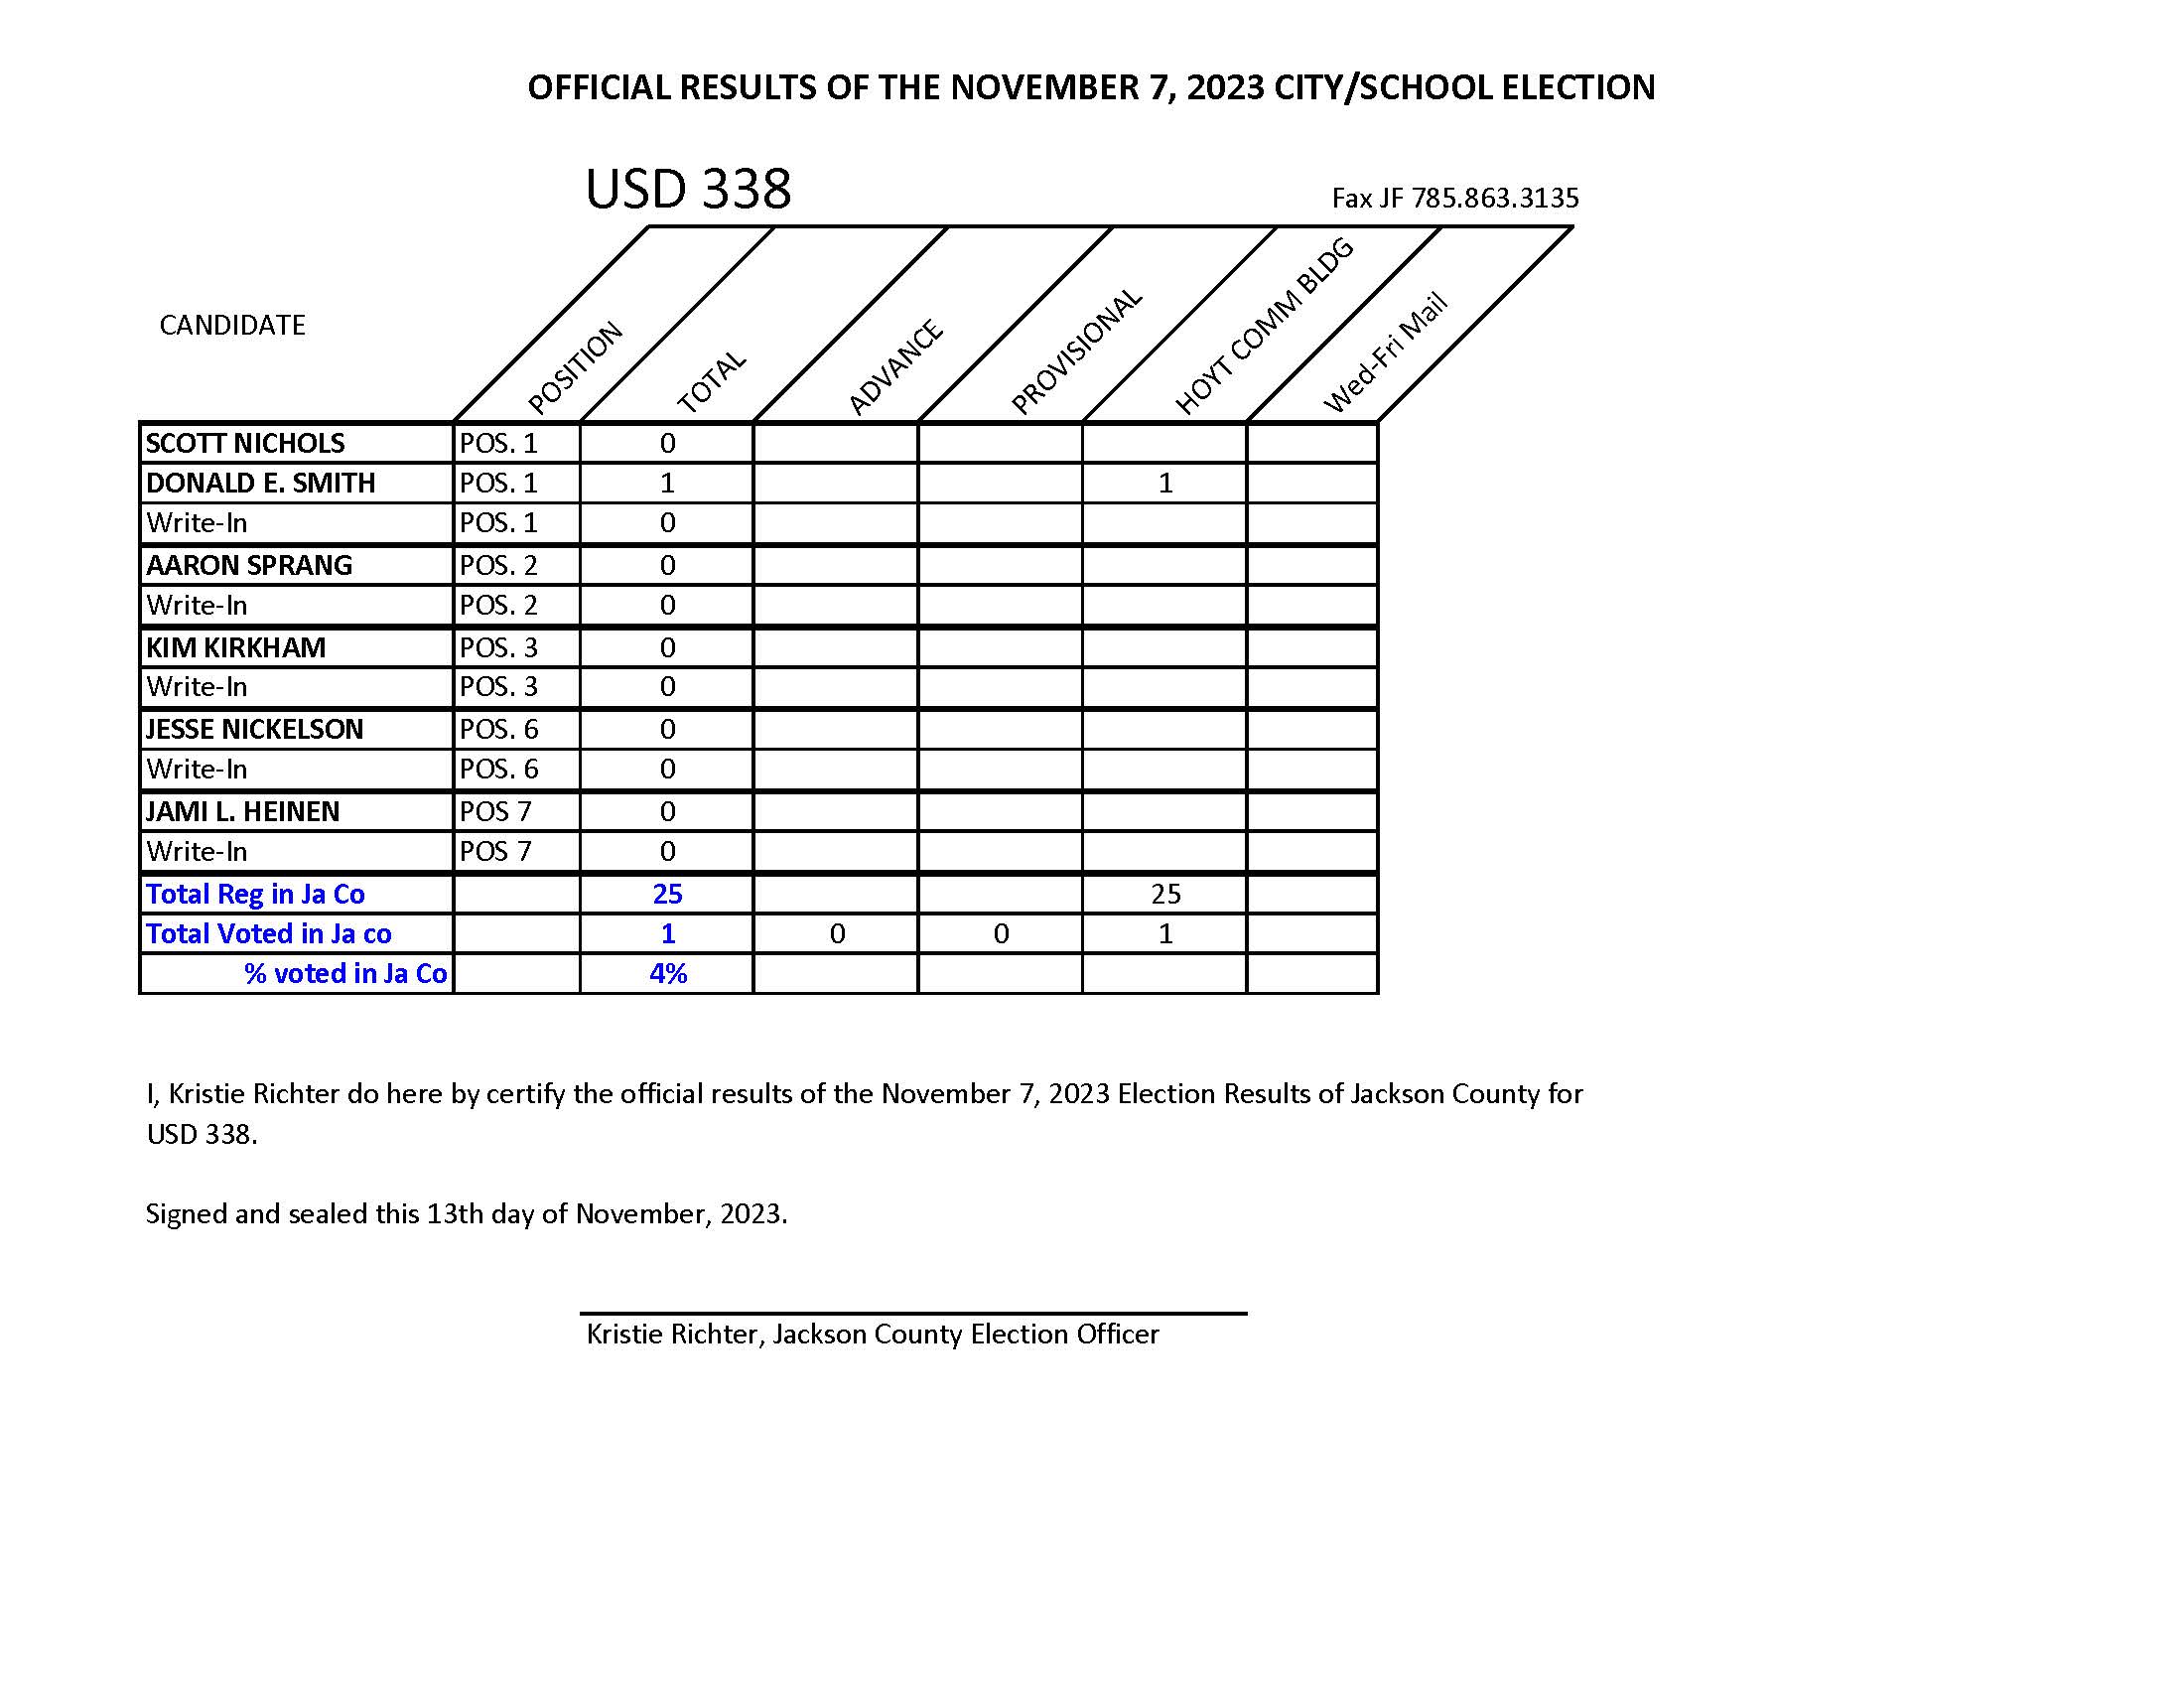 OFFICIAL RESULTS OF THE NOVEMBER 7, 2023 CITY/SCHOOL ELECTION
USD 338
Fax JF 785.863.3135
CANDIDATE POSITION TOTAL ADVANCE PROVISIONAL HOYT COMM BLDG Wed-Fri Mail
SCOTT NICHOLS POS. 1 0
DONALD E. SMITH POS. 1 1 1
Write-In POS. 1 0
AARON SPRANG POS. 2 0
Write-In POS. 2 0
KIM KIRKHAM POS. 3 0
Write-In POS. 3 0
JESSE NICKELSON POS. 6 0
Write-In POS. 6 0
JAMI L. HEINEN POS 7 0
Write-In POS 7 0
Total Reg in Ja Co 25 25
Total Voted in Ja co 1 0 0 1
% voted in Ja Co 4%
I, Kristie Richter do here by certify the official results of the November 7, 2023 Election Results of Jackson County for
USD 338.
Signed and sealed this 13th day of November, 2023.
Kristie Richter, Jackson County Election Officer